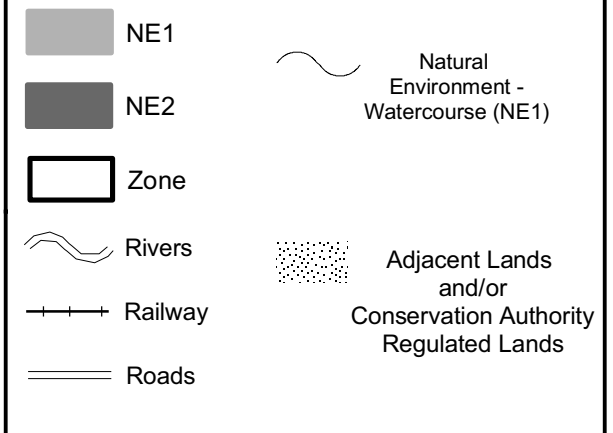 NE1
NE2
Zone
Rivers
Railway
Roads
Natural
Environment -
Watercourse (NE1)
Adjacent Lands
and/or
Conservation Authority
Regulated Lands